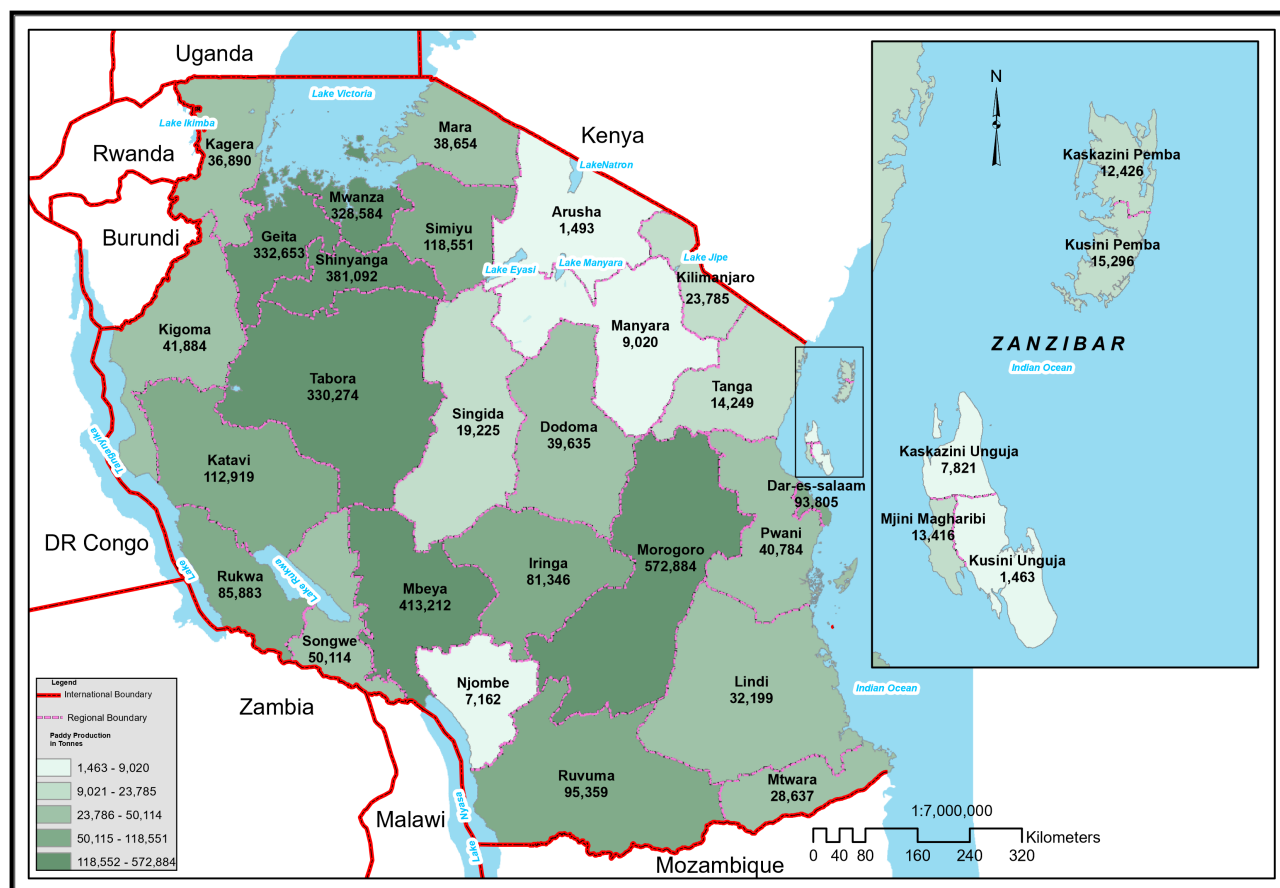 Uganda
Lake Victoria
Lake Ikimba
Kagera
36,890
Mara
38,654
Kenya
Rwanda
LakeNatron
Mwanza
328,584
Arusha
1,493
Burundi
Geita
332,653
Simiyu
118,551
Shinyanga
381,092
Lake Eyasi
Lake Manyara
Lake Jipe
Kilimanjaro
23,785
Kigoma
41,884
Manyara
9,020
Tabora
330,274
Tanga
14,249
Singida
19,225
Dodoma
39,635
Katavi
112,919
Lake Tanganyika
Dar-es-salaam
93,805
Pwani
40,784
DR Congo
Morogoro
572,884
Iringa
81,346
Rukwa
85,883
Lake Rukwa
Mbeya
413,212
Songwe
50,114
Njombe
7,162
Lindi
32,199
Indian Ocean
Zambia
Ruvuma
95,359
Mtwara
28,637
Malawi
Lake Nyasa
Mozambique
N
Kaskazini Pemba
12,426
Kusini Pemba
15,296
ZANZIBAR
Indian Ocean
Kaskazini Unguja
7,821
Mjini Magharibi
13,416
Kusini Unguja
1,463
Legend
International Boundary
Regional Boundary
Paddy Production
in Tonnes
1,463 - 9,020
9,021 - 23,785
23,786 - 50,114
50,115 - 118,551
118,552 - 572,884
1:7,000,000
Kilometers
0 40 80 160 240 320